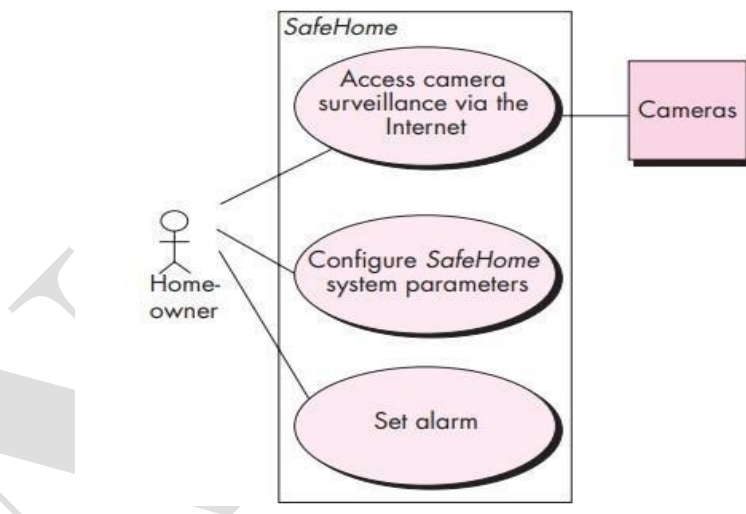 SafeHome
Access camera
surveillance via the
Internet
Cameras
Configure SafeHome
system parameters
Home-
owner
Set alarm